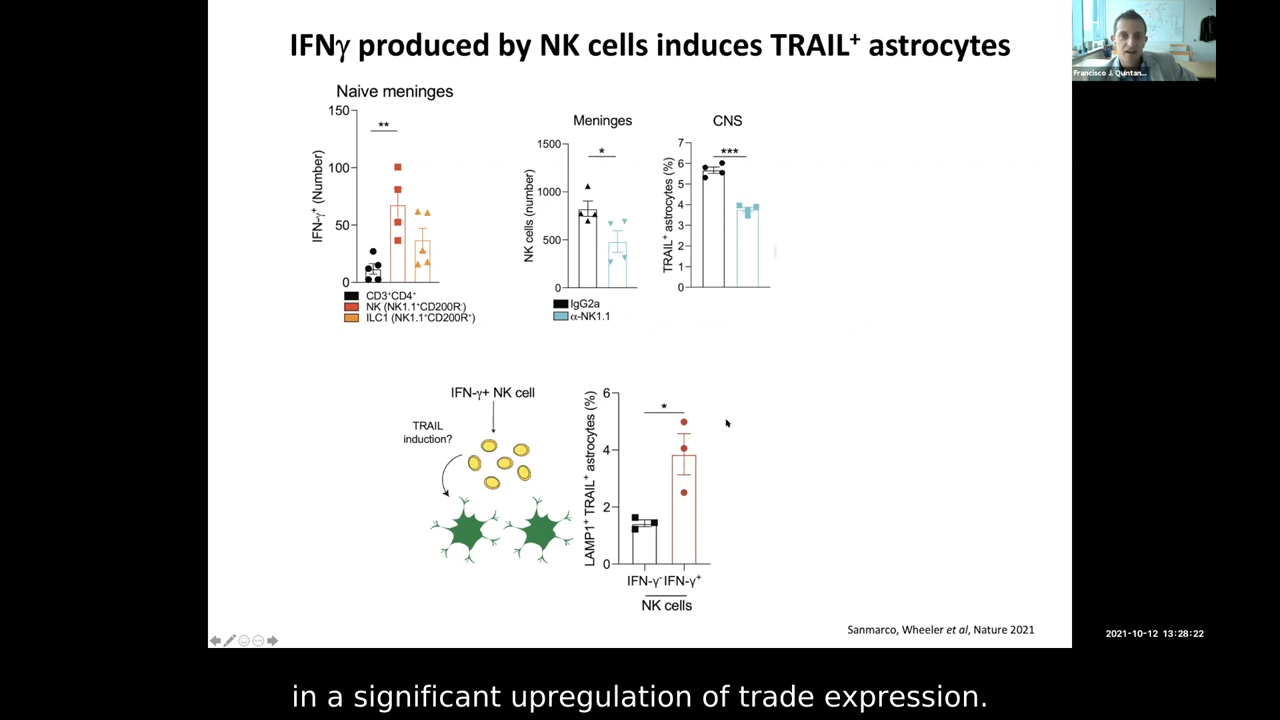 IFNγ produced by NK cells induces TRAIL⁺ astrocytes
Francisco J. Quintan...
Naive meninges
150
100
50
0
IFN-γ⁺ (Number)
**
CD3⁺CD4⁺
NK (NK1.1⁺CD200R⁻)
ILC1 (NK1.1⁺CD200R⁺)
Meninges
1500
1000
500
0
NK cells (number)
*
IgG2a
α-NK1.1
CNS
7
6
5
4
3
2
1
0
TRAIL⁺ astrocytes (%)
***
IFN-γ+ NK cell
TRAIL
induction?
6
4
2
0
LAMP1⁺ TRAIL⁺ astrocytes (%)
*
IFN-γ⁻ IFN-γ⁺
NK cells
Sanmarco, Wheeler et al, Nature 2021
2021-10-12 13:28:22
in a significant upregulation of trade expression.